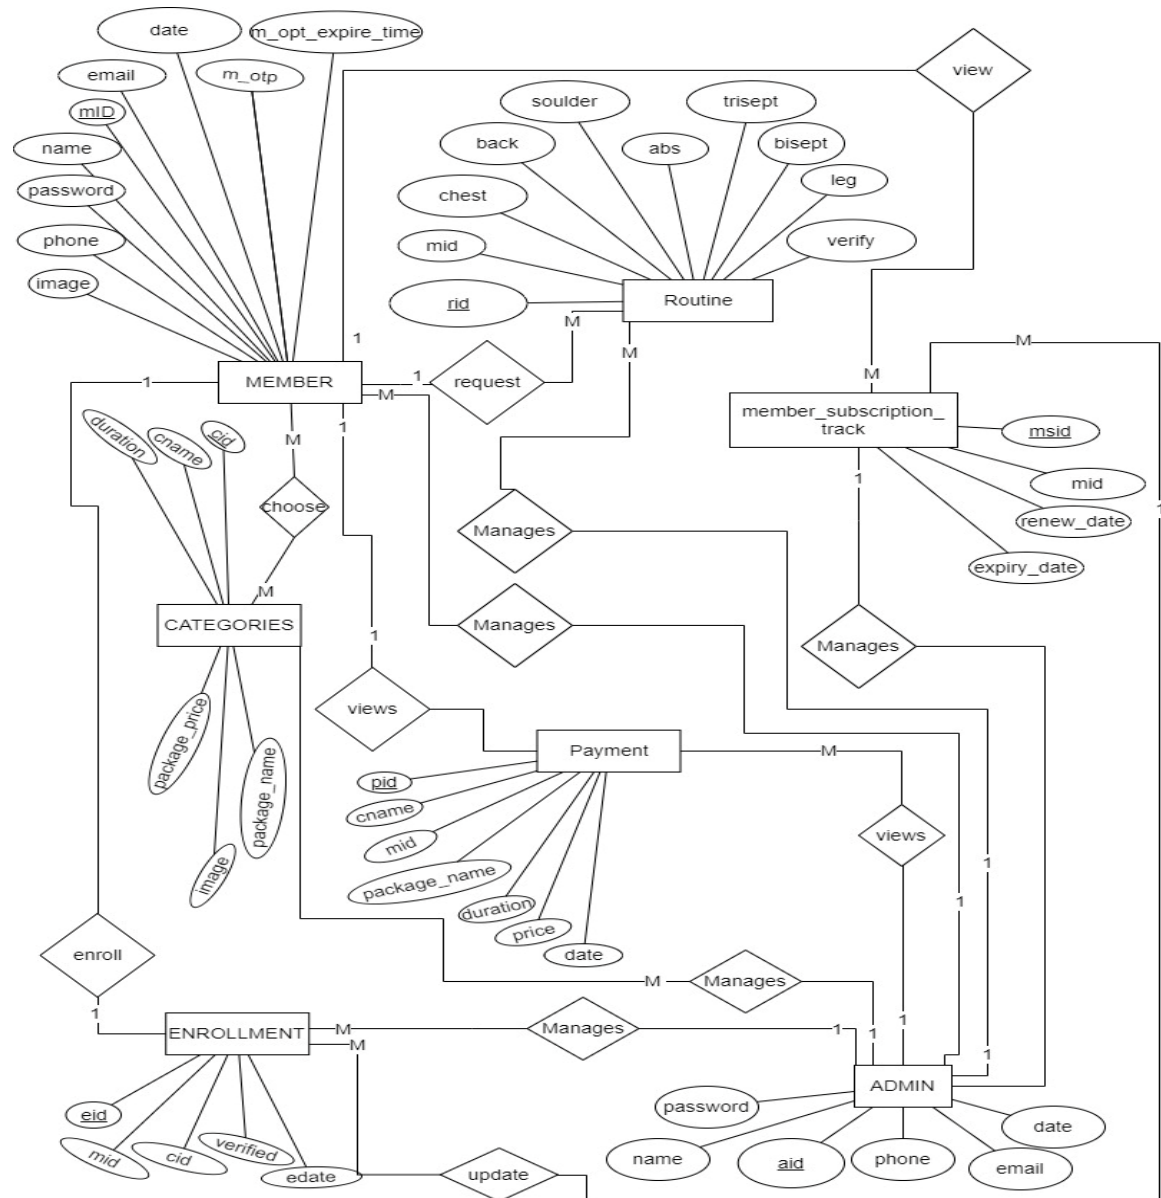 date
m_opt_expire_time
email
m_otp
mID
name
password
phone
image
view
soulder
trisept
back
abs
bisept
leg
chest
mid
verify
rid
Routine
M
M
1
MEMBER
1
request
1
M
1
M
M
member_subscription_
track
msid
mid
renew_date
expiry_date
1
1
duration
cname
cid
M
choose
M
CATEGORIES
Manages
Manages
Manages
1
views
package_price
package_name
image
Payment
M
pid
cname
mid
package_name
duration
price
date
views
1
1
enroll
M
Manages
1
ENROLLMENT
M
M
Manages
1
1
1
1
ADMIN
eid
mid
cid
verified
edate
update
password
name
aid
phone
email
date